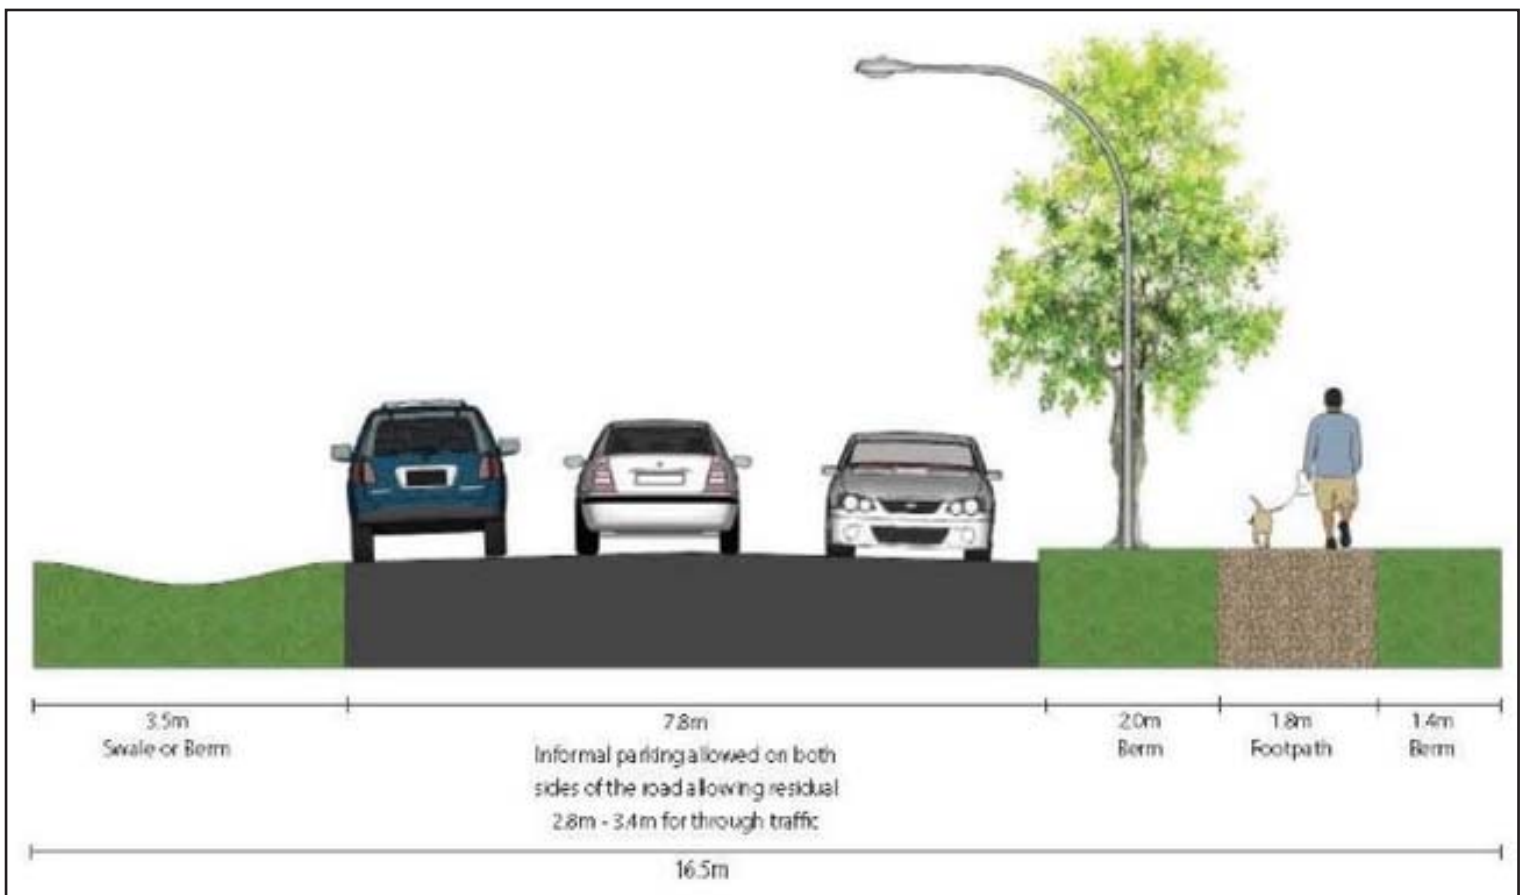 3.5m
Swale or Berm
7.8m
Informal parking allowed on both
sides of the road allowing residual
2.8m - 3.4m for through traffic
2.0m
Berm
1.8m
Footpath
1.4m
Berm
16.5m